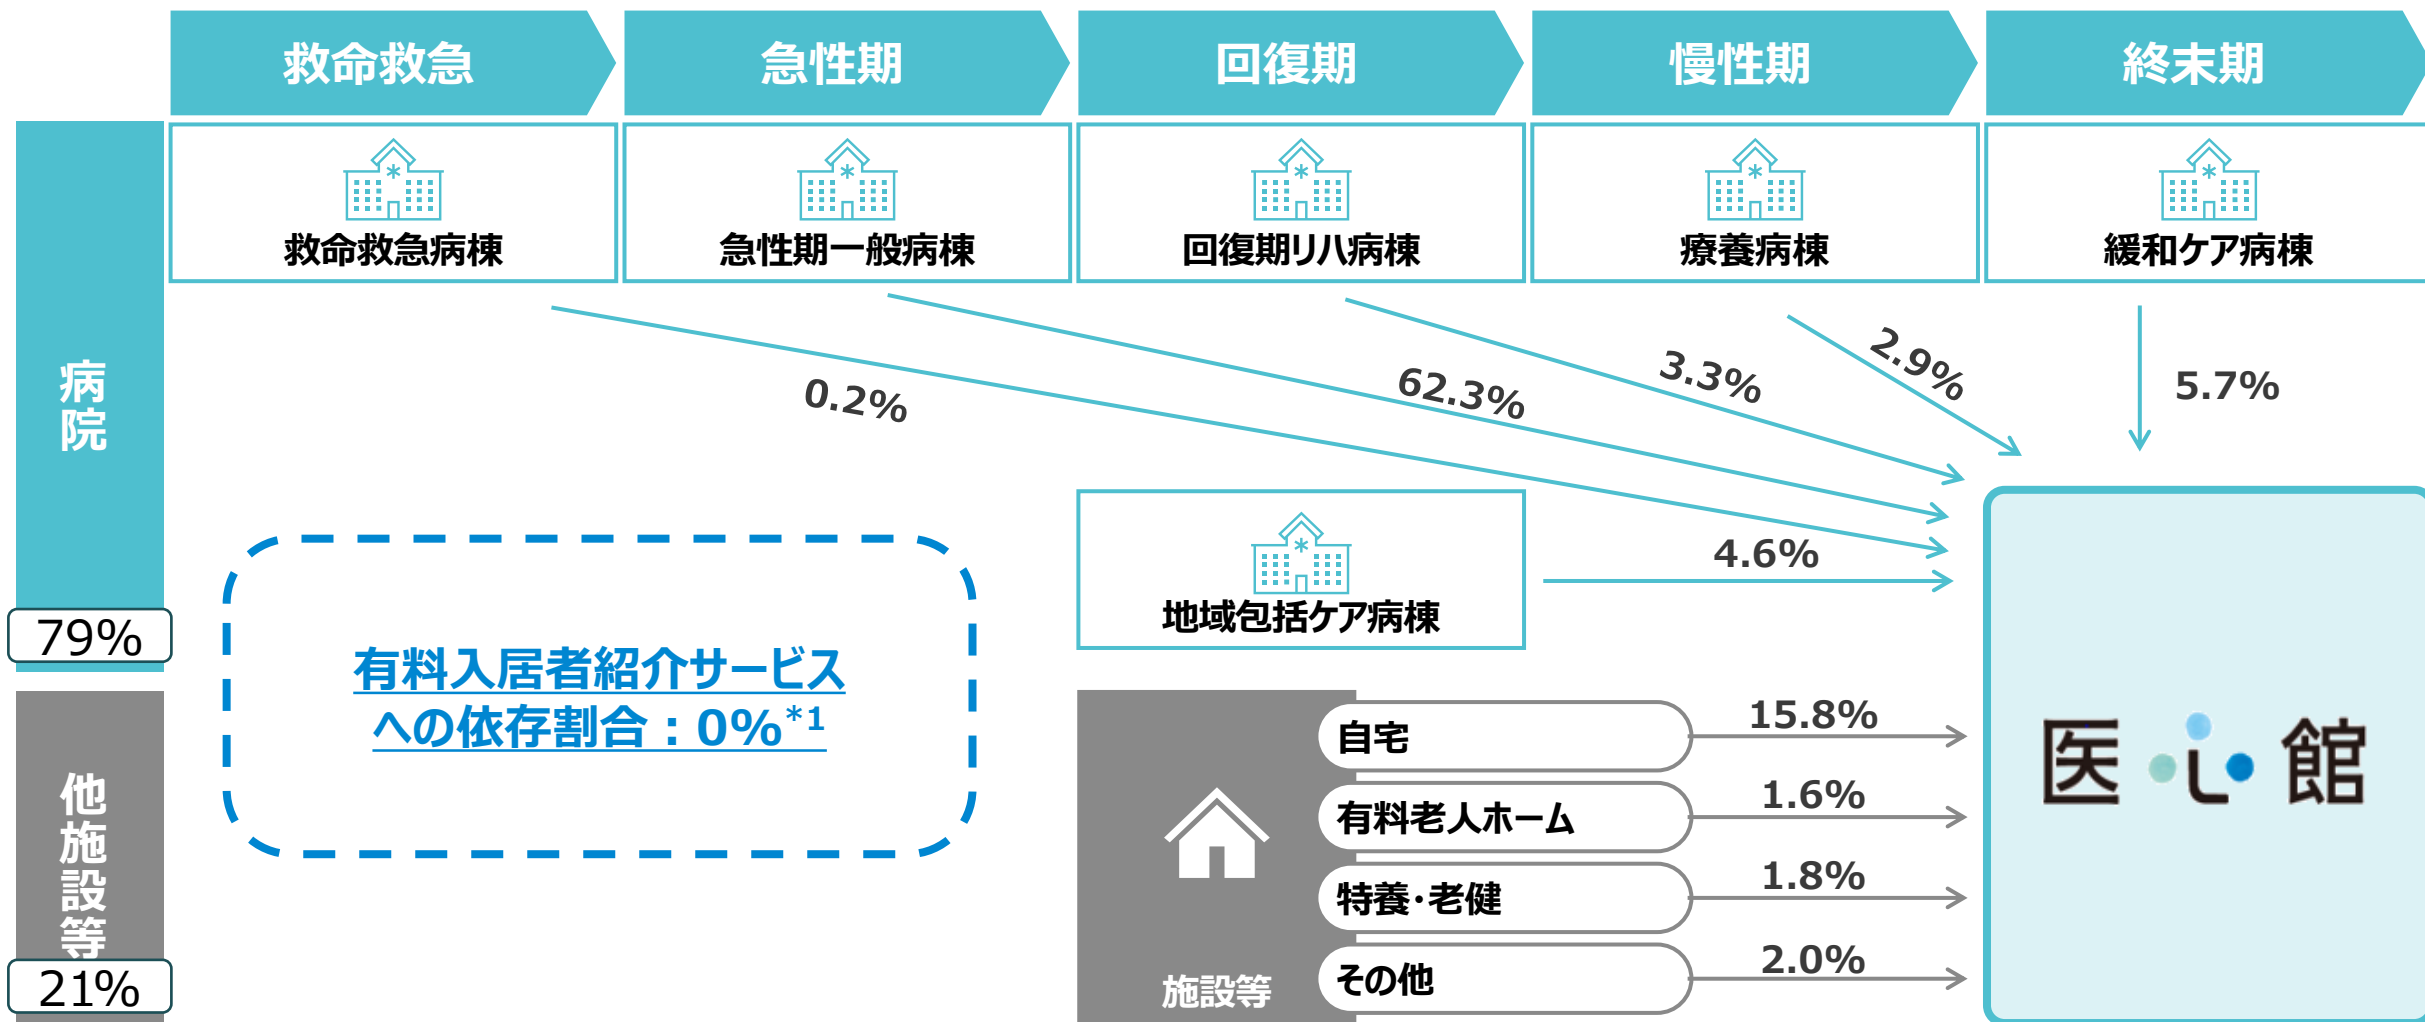 救命救急
急性期
回復期
慢性期
終末期
病院
79%
救命救急病棟
急性期一般病棟
回復期リハ病棟
療養病棟
緩和ケア病棟
0.2%
62.3%
3.3%
2.9%
5.7%
地域包括ケア病棟
4.6%
有料入居者紹介サービス
への依存割合：0%*1
他施設等
21%
施設等
自宅
15.8%
有料老人ホーム
1.6%
特養・老健
1.8%
その他
2.0%
医心館